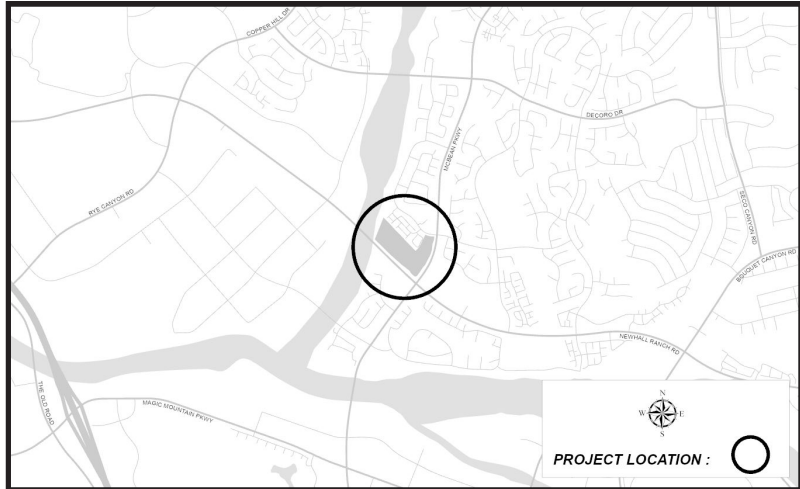 COPPER HILL DR
DECORO DR
MCBEAN PKWY
RYE CANYON RD
SECO CANYON RD
BOUQUET CANYON RD
NEWHALL RANCH RD
THE OLD ROAD
MAGIC MOUNTAIN PKWY
N
W E
S
PROJECT LOCATION :